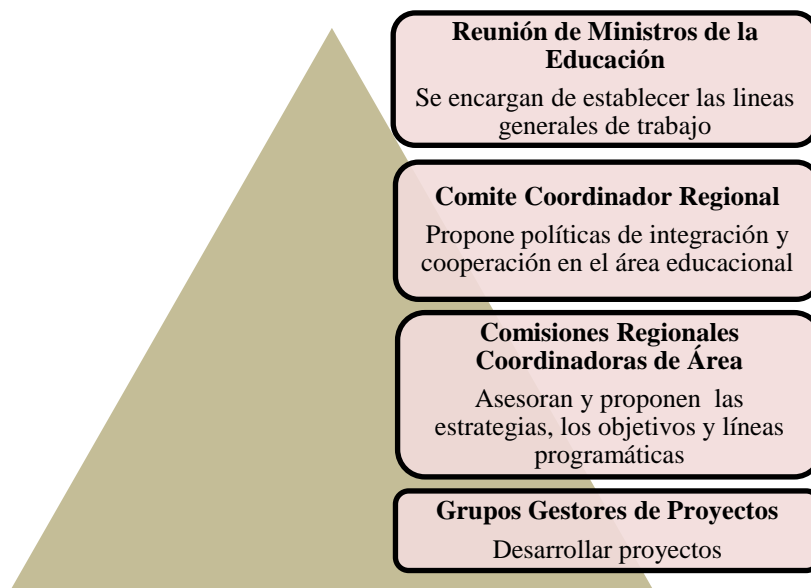 Reunión de Ministros de la
Educación
Se encargan de establecer las lineas
generales de trabajo
Comite Coordinador Regional
Propone políticas de integración y
cooperación en el área educacional
Comisiones Regionales
Coordinadoras de Área
Asesoran y proponen las
estrategias, los objetivos y líneas
programáticas
Grupos Gestores de Proyectos
Desarrollar proyectos